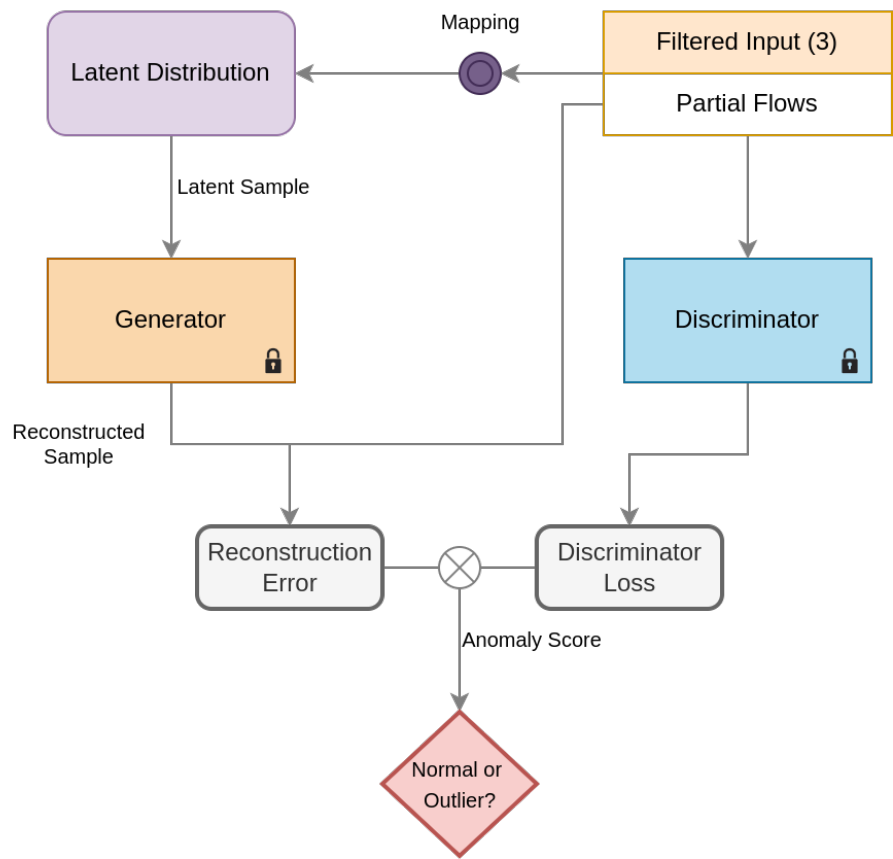 Mapping
Latent Distribution
Filtered Input (3)
Partial Flows
Latent Sample
Generator
Discriminator
Reconstructed
Sample
Reconstruction
Error
Discriminator
Loss
Anomaly Score
Normal or
Outlier?